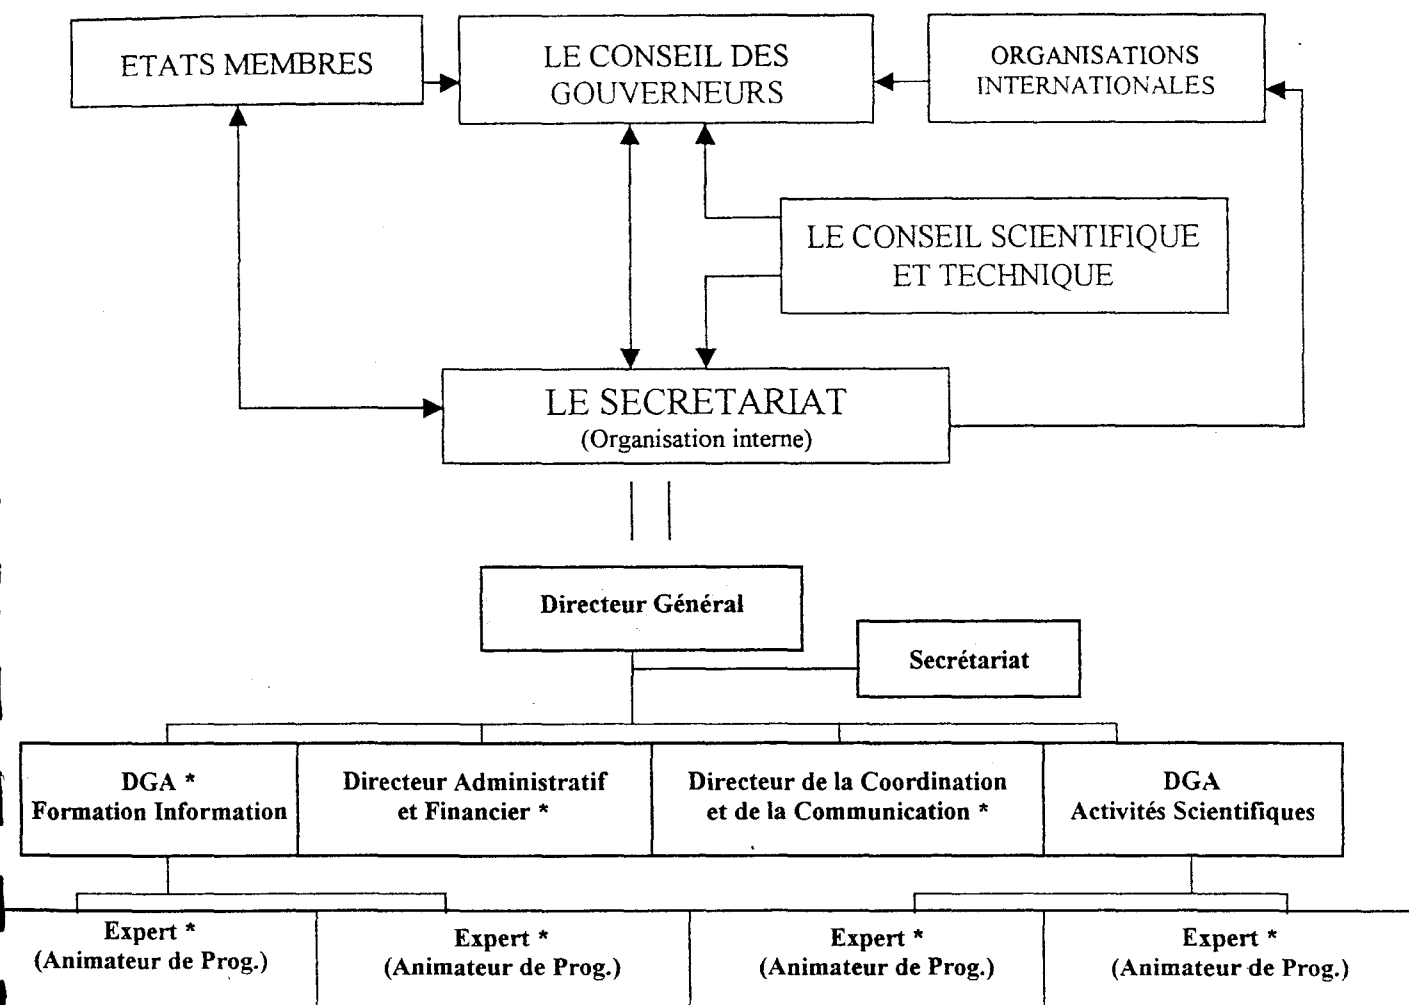 ETATS MEMBRES
LE CONSEIL DES
GOUVERNEURS
ORGANISATIONS
INTERNATIONALES
LE CONSEIL SCIENTIFIQUE
ET TECHNIQUE
LE SECRETARIAT
(Organisation interne)
Directeur Général
Secrétariat
DGA *
Formation Information
Directeur Administratif
et Financier *
Directeur de la Coordination
et de la Communication *
DGA
Activités Scientifiques
Expert *
(Animateur de Prog.)
Expert *
(Animateur de Prog.)
Expert *
(Animateur de Prog.)
Expert *
(Animateur de Prog.)